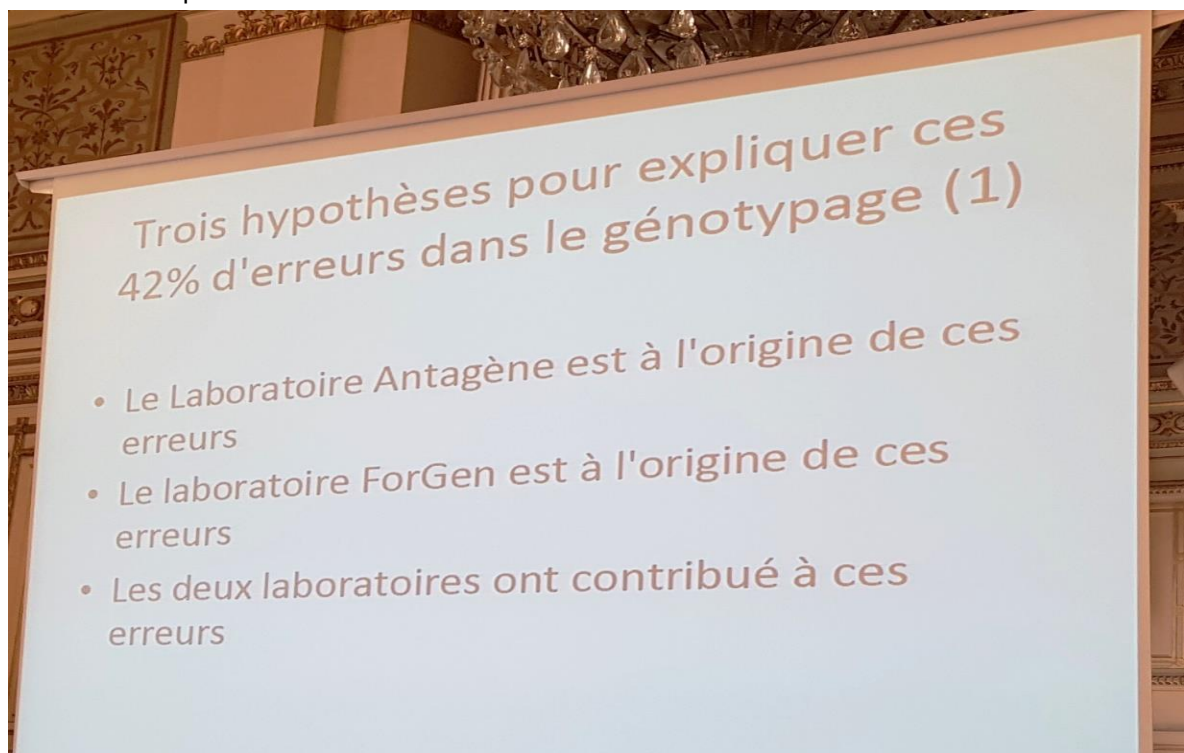 Trois hypothèses pour expliquer ces
42% d'erreurs dans le génotypage (1)
• Le Laboratoire Antagène est à l'origine de ces
erreurs
• Le laboratoire ForGen est à l'origine de ces
erreurs
• Les deux laboratoires ont contribué à ces
erreurs